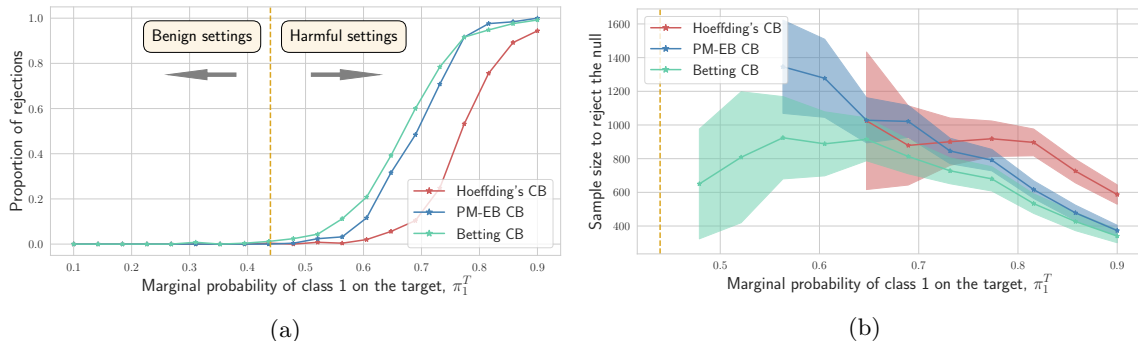 Benign settings
Harmful settings
Proportion of rejections
1.0
0.8
0.6
0.4
0.2
0.0
Hoeffding's CB
PM-EB CB
Betting CB
0.1 0.2 0.3 0.4 0.5 0.6 0.7 0.8 0.9
Marginal probability of class 1 on the target, π₁ᵀ
(a)
Sample size to reject the null
1600
1400
1200
1000
800
600
400
Hoeffding's CB
PM-EB CB
Betting CB
0.5 0.6 0.7 0.8 0.9
Marginal probability of class 1 on the target, π₁ᵀ
(b)